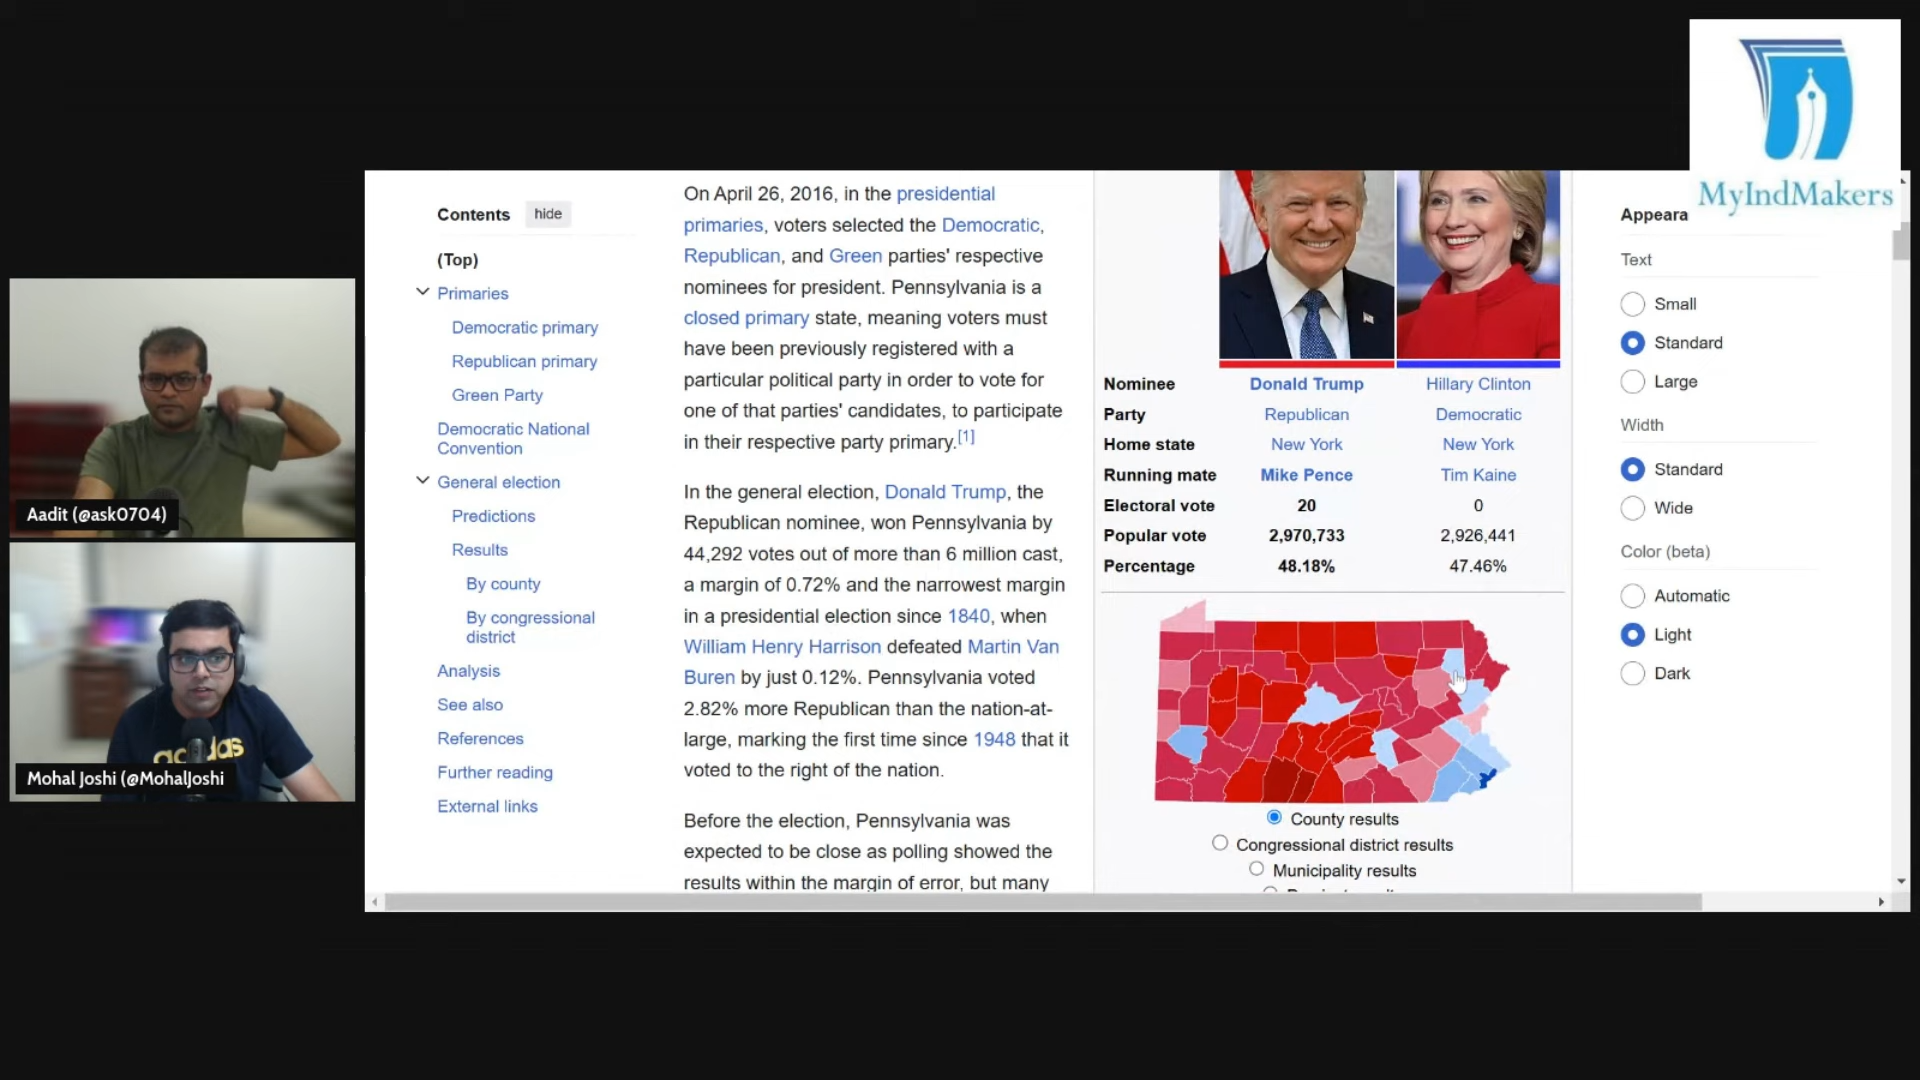 MyIndMakers
Contents hide
(Top)
Primaries
Democratic primary
Republican primary
Green Party
Democratic National
Convention
General election
Predictions
Results
By county
By congressional
district
Analysis
See also
References
Further reading
External links
On April 26, 2016, in the presidential
primaries, voters selected the Democratic,
Republican, and Green parties' respective
nominees for president. Pennsylvania is a
closed primary state, meaning voters must
have been previously registered with a
particular political party in order to vote for
one of that parties' candidates, to participate
in their respective party primary.[1]
In the general election, Donald Trump, the
Republican nominee, won Pennsylvania by
44,292 votes out of more than 6 million cast,
a margin of 0.72% and the narrowest margin
in a presidential election since 1840, when
William Henry Harrison defeated Martin Van
Buren by just 0.12%. Pennsylvania voted
2.82% more Republican than the nation-at-
large, marking the first time since 1948 that it
voted to the right of the nation.
Before the election, Pennsylvania was
expected to be close as polling showed the
results within the margin of error, but many
Nominee Donald Trump Hillary Clinton
Party Republican Democratic
Home state New York New York
Running mate Mike Pence Tim Kaine
Electoral vote 20 0
Popular vote 2,970,733 2,926,441
Percentage 48.18% 47.46%
County results
Congressional district results
Municipality results
Appeara
Text
Small
Standard
Large
Width
Standard
Wide
Color (beta)
Automatic
Light
Dark
Aadit (@ask0704)
adidas
Mohal Joshi (@MohalJoshi